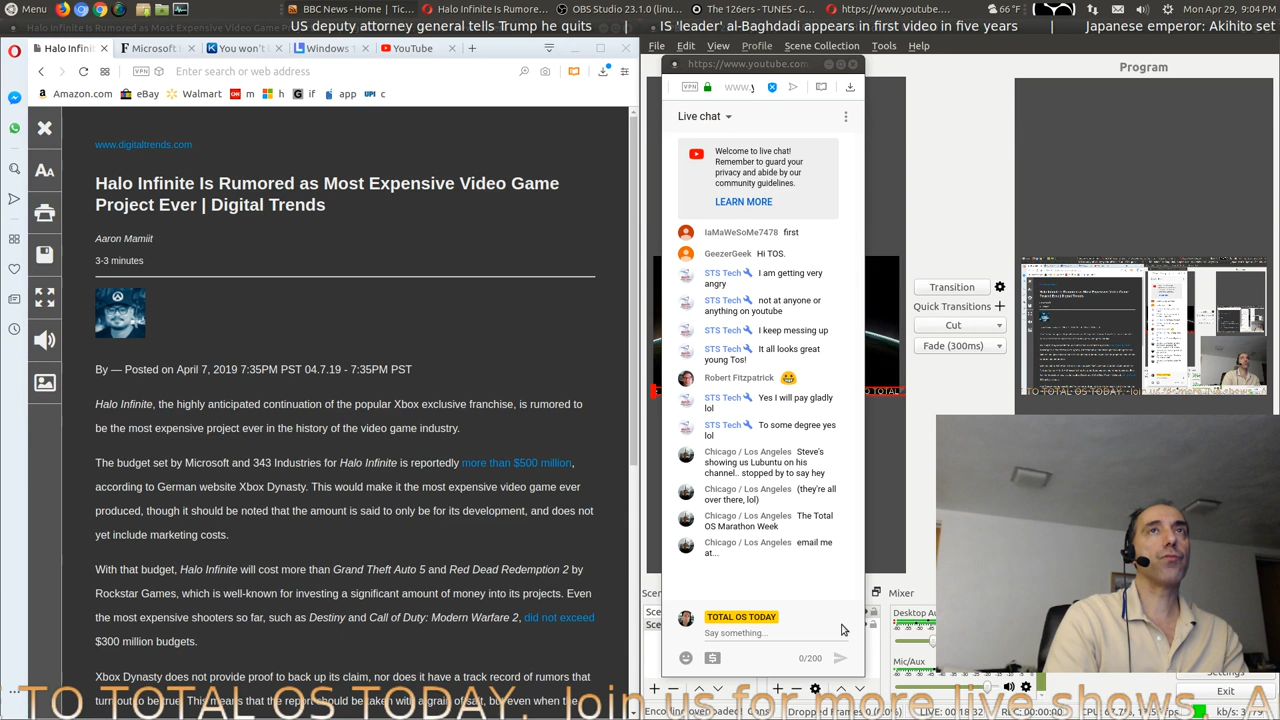 Menu
BBC News - Home | Tic...
Halo Infinite Is Rumore...
OBS Studio 23.1.0 (linu...
The 126ers - TUNES - G...
https://www.youtube....
66 °F
Mon Apr 29, 9:04 PM
US deputy attorney general tells Trump he quits | IS 'leader' al-Baghdadi appears in first video in five years | Japanese emperor: Akihito set
Halo Infinite
Microsoft
You won't
Windows 1
YouTube
File Edit View Profile Scene Collection Tools Help
https://www.youtube.com
VPN Enter search or web address
VPN www.y
Amazon.com eBay Walmart m h if app c
Program
Live chat
Welcome to live chat!
Remember to guard your
privacy and abide by our
community guidelines.
LEARN MORE
www.digitaltrends.com
Halo Infinite Is Rumored as Most Expensive Video Game
Project Ever | Digital Trends
Aaron Mamiit
3-3 minutes
By — Posted on April 7, 2019 7:35PM PST 04.7.19 - 7:35PM PST
Halo Infinite, the highly anticipated continuation of the popular Xbox exclusive franchise, is rumored to
be the most expensive project ever in the history of the video game industry.
The budget set by Microsoft and 343 Industries for Halo Infinite is reportedly more than $500 million,
according to German website Xbox Dynasty. This would make it the most expensive video game ever
produced, though it should be noted that the amount is said to only be for its development, and does not
yet include marketing costs.
With that budget, Halo Infinite will cost more than Grand Theft Auto 5 and Red Dead Redemption 2 by
Rockstar Games, which is well-known for investing a significant amount of money into its projects. Even
the most expensive shooters so far, such as Destiny and Call of Duty: Modern Warfare 2, did not exceed
$300 million budgets.
Xbox Dynasty does not provide proof to back up its claim, nor does it have a track record of rumors that
IaMaWeSoMe7478 first
GeezerGeek Hi TOS.
STS Tech I am getting very
angry
STS Tech not at anyone or
anything on youtube
STS Tech I keep messing up
STS Tech It all looks great
young Tos!
Robert Fitzpatrick
STS Tech Yes I will pay gladly
lol
STS Tech To some degree yes
lol
Chicago / Los Angeles Steve's
showing us Lubuntu on his
channel.. stopped by to say hey
Chicago / Los Angeles (they're all
over there, lol)
Chicago / Los Angeles The Total
OS Marathon Week
Chicago / Los Angeles email me
at...
TOTAL OS TODAY
Say something...
0/200
Transition
Quick Transitions
Cut
Fade (300ms)
Mixer
Mic/Aux
Exit
TO TOTAL OS TODAY. Join us for more live shows. A